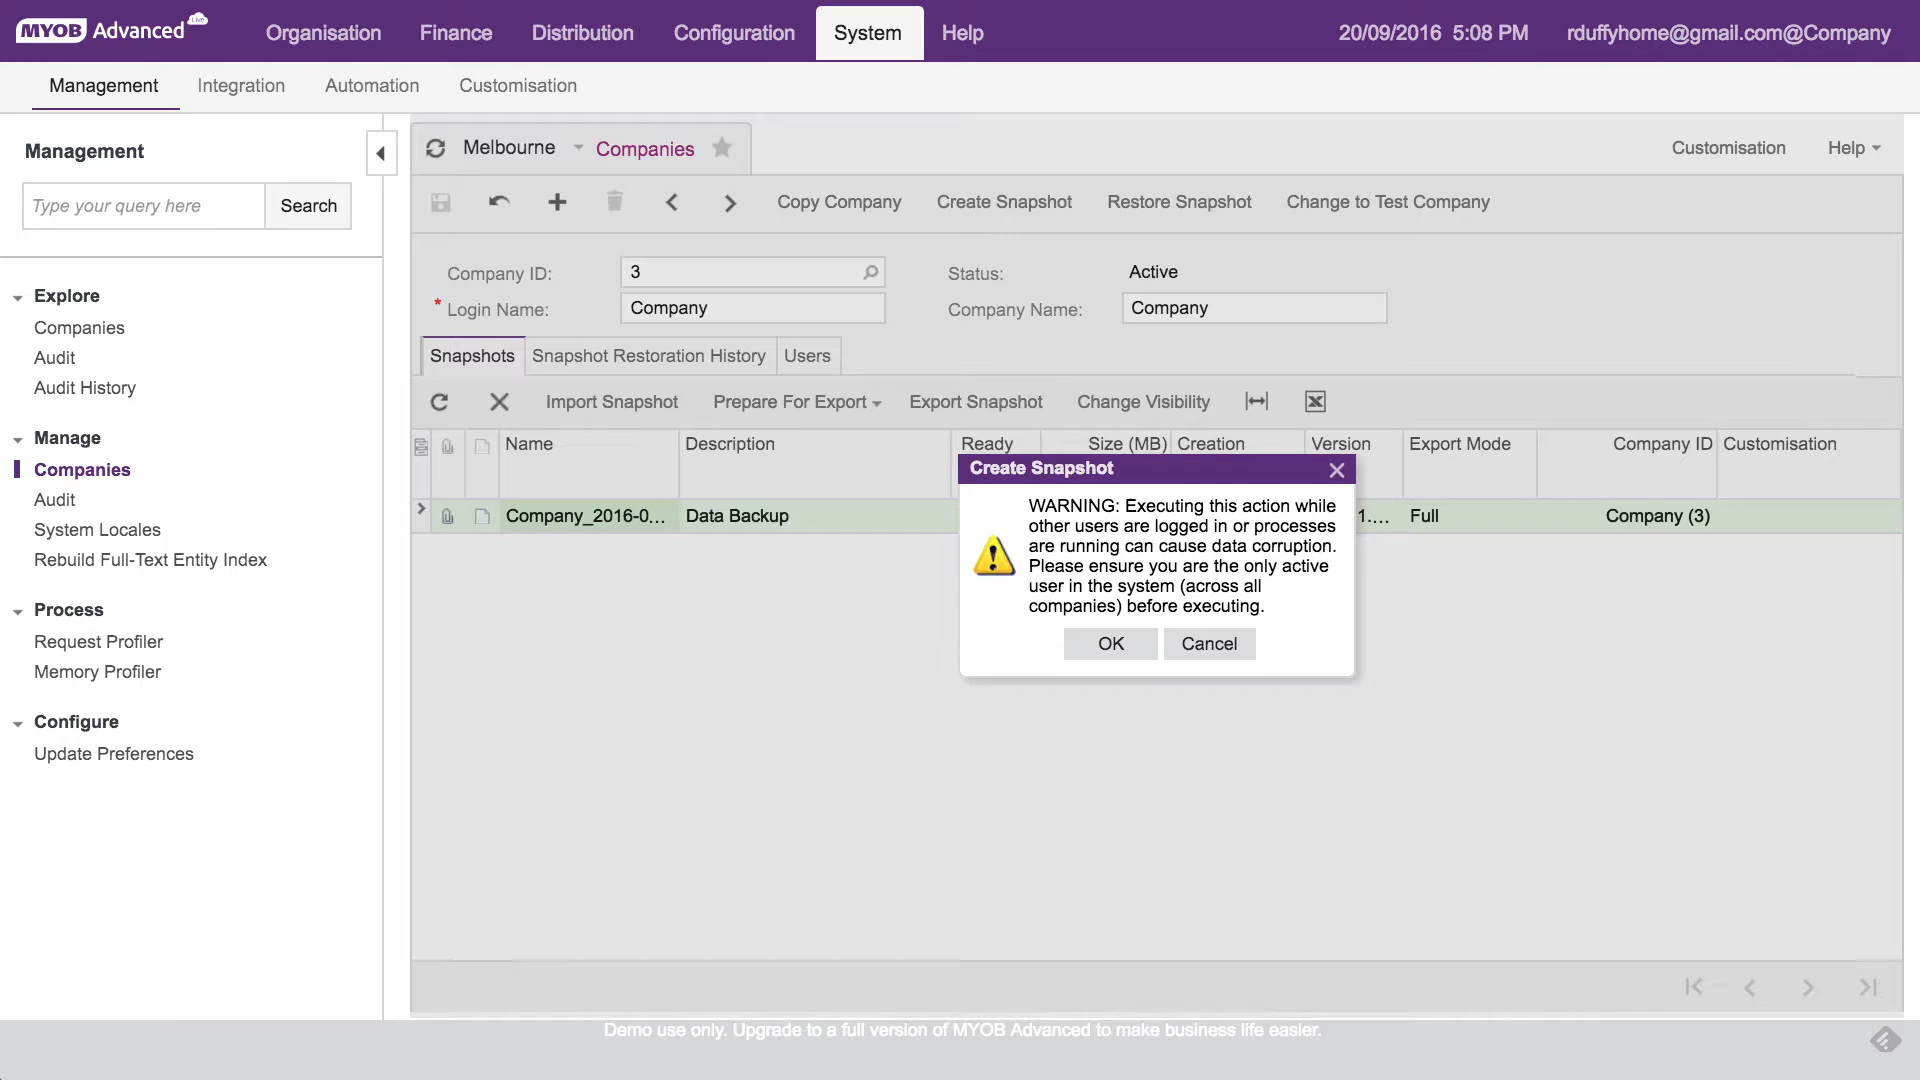 MYOB Advanced Live
Organisation Finance Distribution Configuration System Help
20/09/2016 5:08 PM rduffyhome@gmail.com@Company
Management Integration Automation Customisation
Management
Type your query here Search
Explore
Companies
Audit
Audit History
Manage
Companies
Audit
System Locales
Rebuild Full-Text Entity Index
Process
Request Profiler
Memory Profiler
Configure
Update Preferences
Melbourne Companies
Customisation Help
Copy Company Create Snapshot Restore Snapshot Change to Test Company
Company ID: 3 Status: Active
* Login Name: Company Company Name: Company
Snapshots Snapshot Restoration History Users
Import Snapshot Prepare For Export Export Snapshot Change Visibility
Name Description Ready Size (MB) Creation Version Export Mode Company ID Customisation
Company_2016-0... Data Backup 1.... Full Company (3)
Create Snapshot
WARNING: Executing this action while
other users are logged in or processes
are running can cause data corruption.
Please ensure you are the only active
user in the system (across all
companies) before executing.
OK Cancel
Demo use only. Upgrade to a full version of MYOB Advanced to make business life easier.